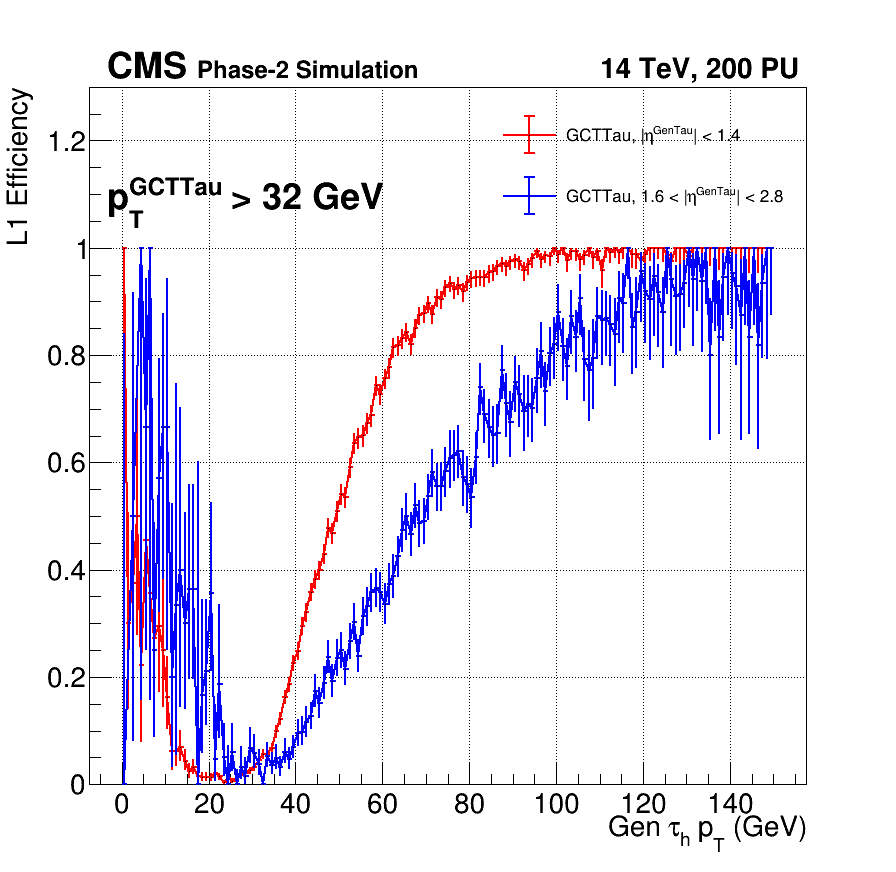 CMS Phase-2 Simulation 14 TeV, 200 PU
L1 Efficiency
GCTTau, |η^GenTau| < 1.4
GCTTau, 1.6 < |η^GenTau| < 2.8
p_T^GCTTau > 32 GeV
1.2
1
0.8
0.6
0.4
0.2
0
0 20 40 60 80 100 120 140
Gen τ_h p_T (GeV)